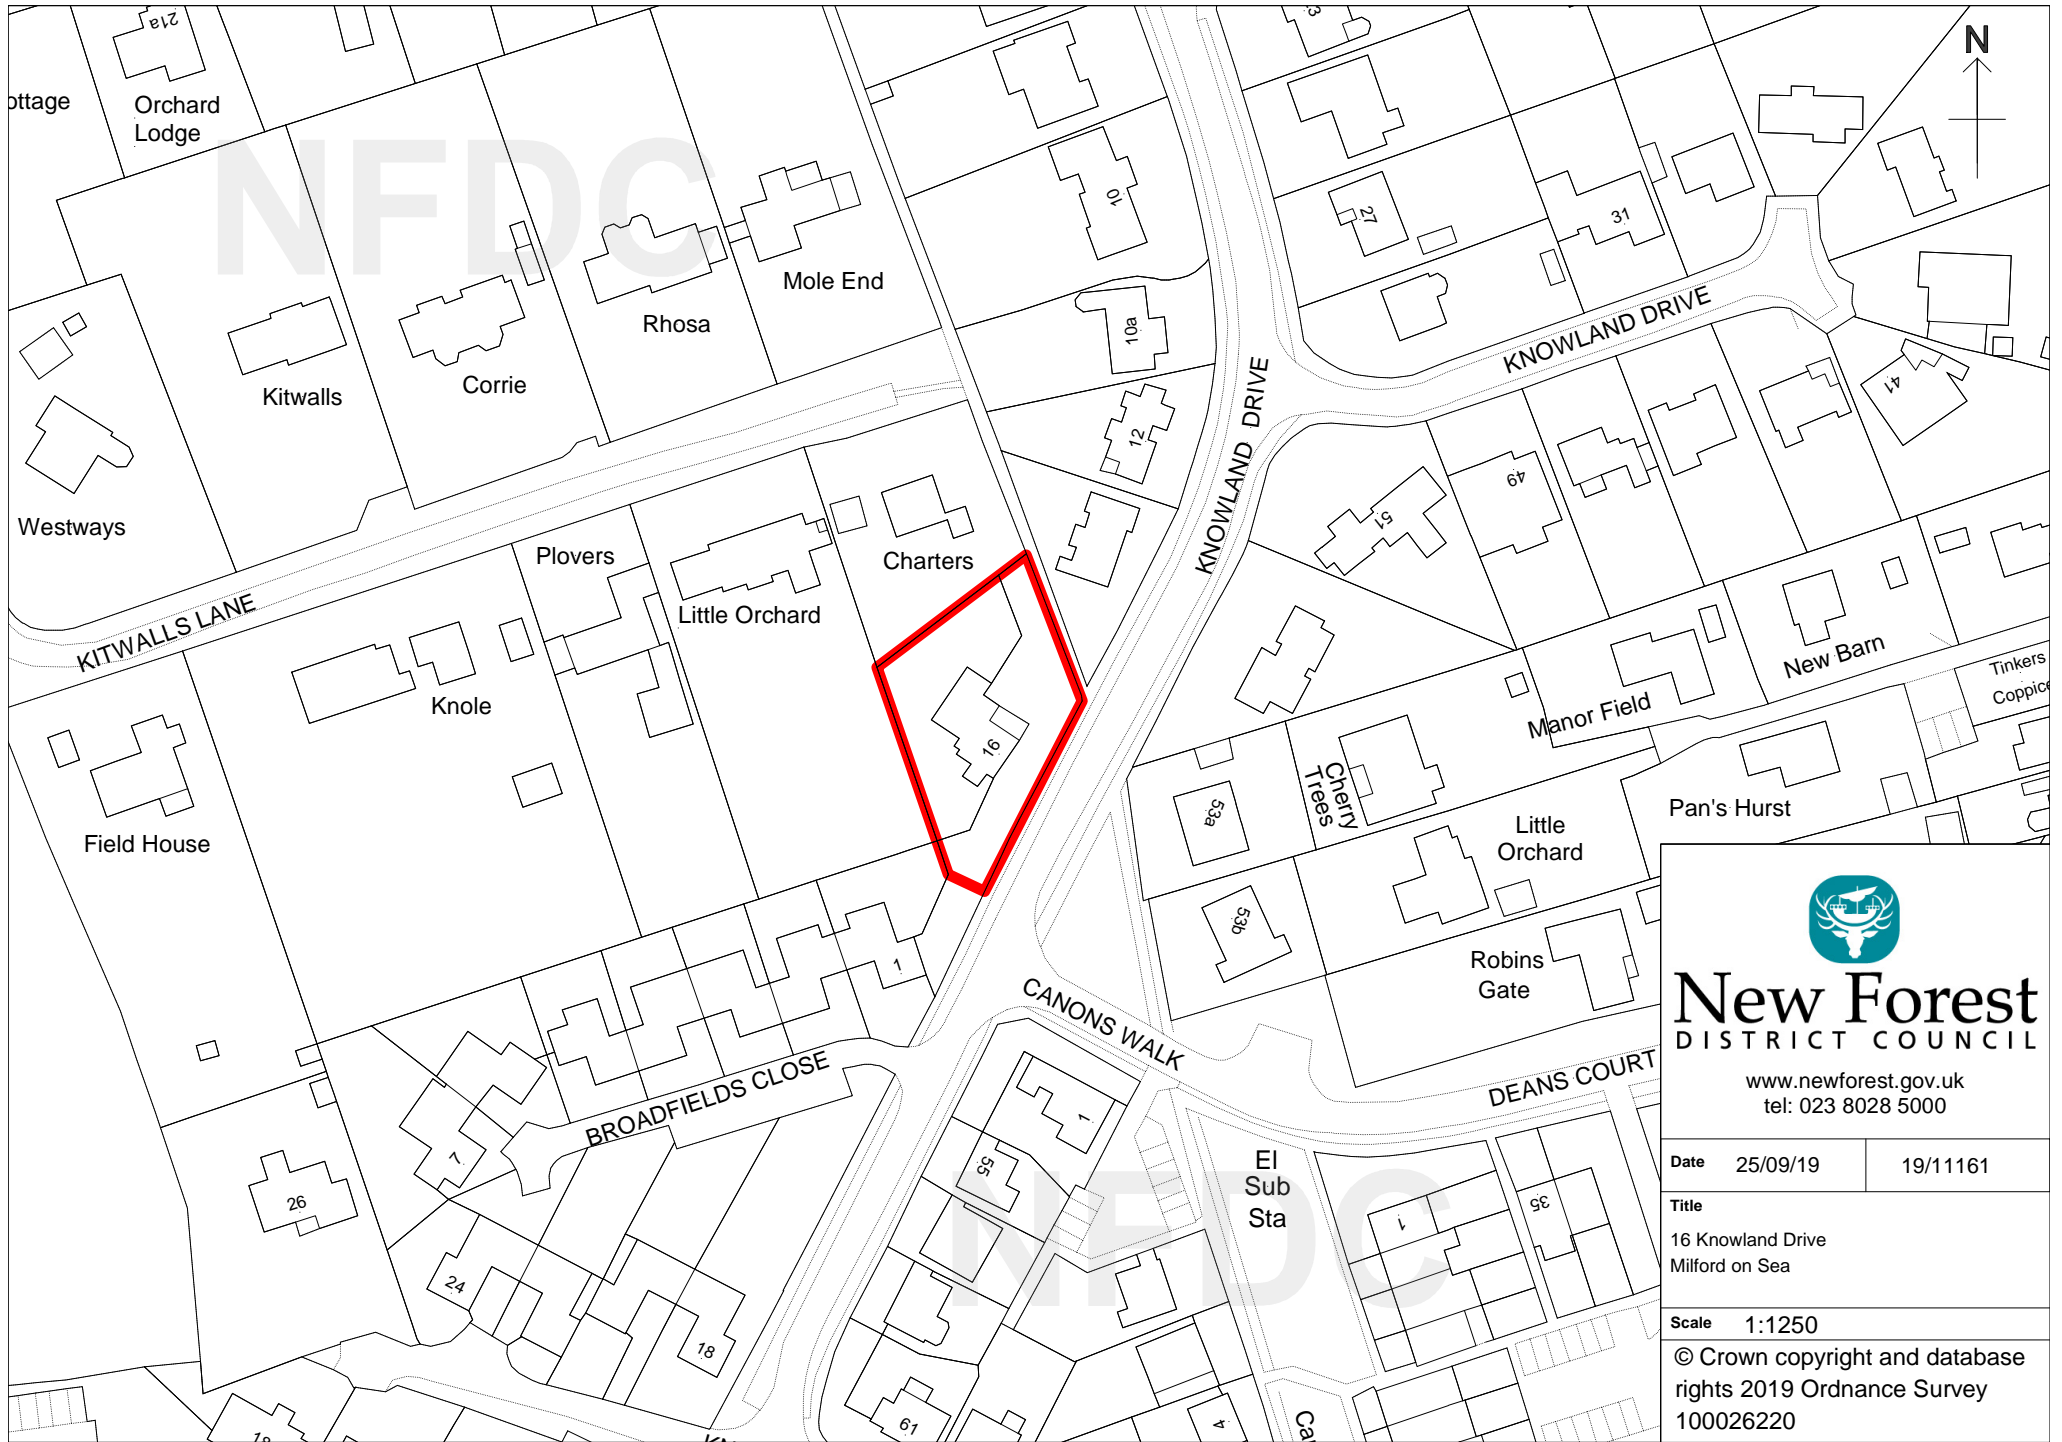 21a
N
ottage
Orchard
Lodge
NFDC
10
27
31
Mole End
Rhosa
10a
KNOWLAND DRIVE
Kitwalls
Corrie
12
KNOWLAND DRIVE
41
49
51
Westways
Plovers
Charters
Little Orchard
KITWALLS LANE
Knole
New Barn
Tinkers
Coppice
Manor Field
16
Cherry
Trees
53a
Pan's Hurst
Field House
Little
Orchard
53b
1
Robins
Gate
CANONS WALK
DEANS COURT
BROADFIELDS CLOSE
1
7
55
26
El
Sub
Sta
NFDC
1
35
24
18
61
4
18
Ca
New Forest
DISTRICT COUNCIL
www.newforest.gov.uk
tel: 023 8028 5000
Date 25/09/19 19/11161
Title
16 Knowland Drive
Milford on Sea
Scale 1:1250
© Crown copyright and database
rights 2019 Ordnance Survey
100026220